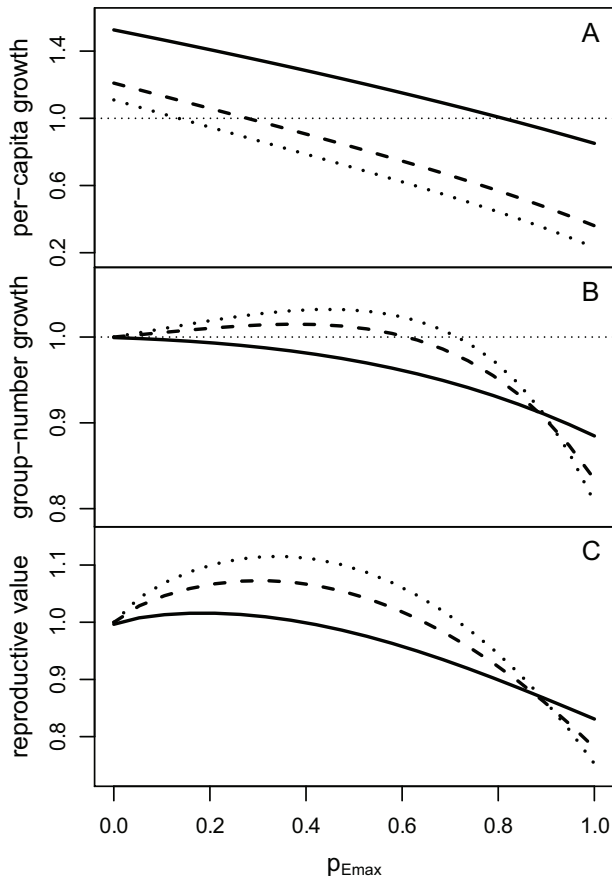 A
per−capita growth
1.4
1.0
0.6
0.2
B
group−number growth
1.0
0.9
0.8
C
reproductive value
1.1
1.0
0.9
0.8
0.0 0.2 0.4 0.6 0.8 1.0
pEmax